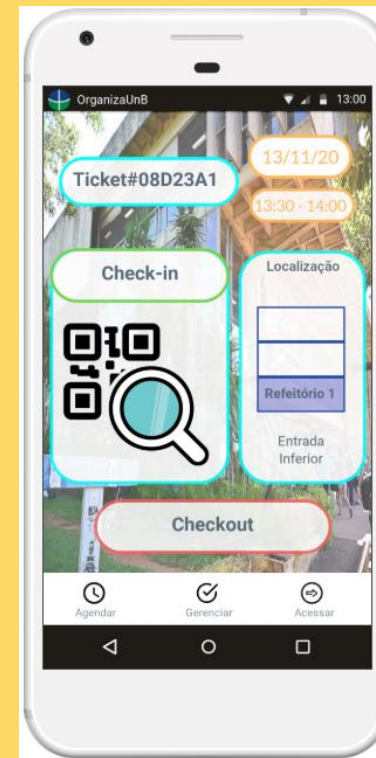 OrganizaUnB
13:00
Ticket#08D23A1
13/11/20
13:30 - 14:00
Check-in
Localização
Refeitório 1
Entrada
Inferior
Checkout
Agendar
Gerenciar
Acessar